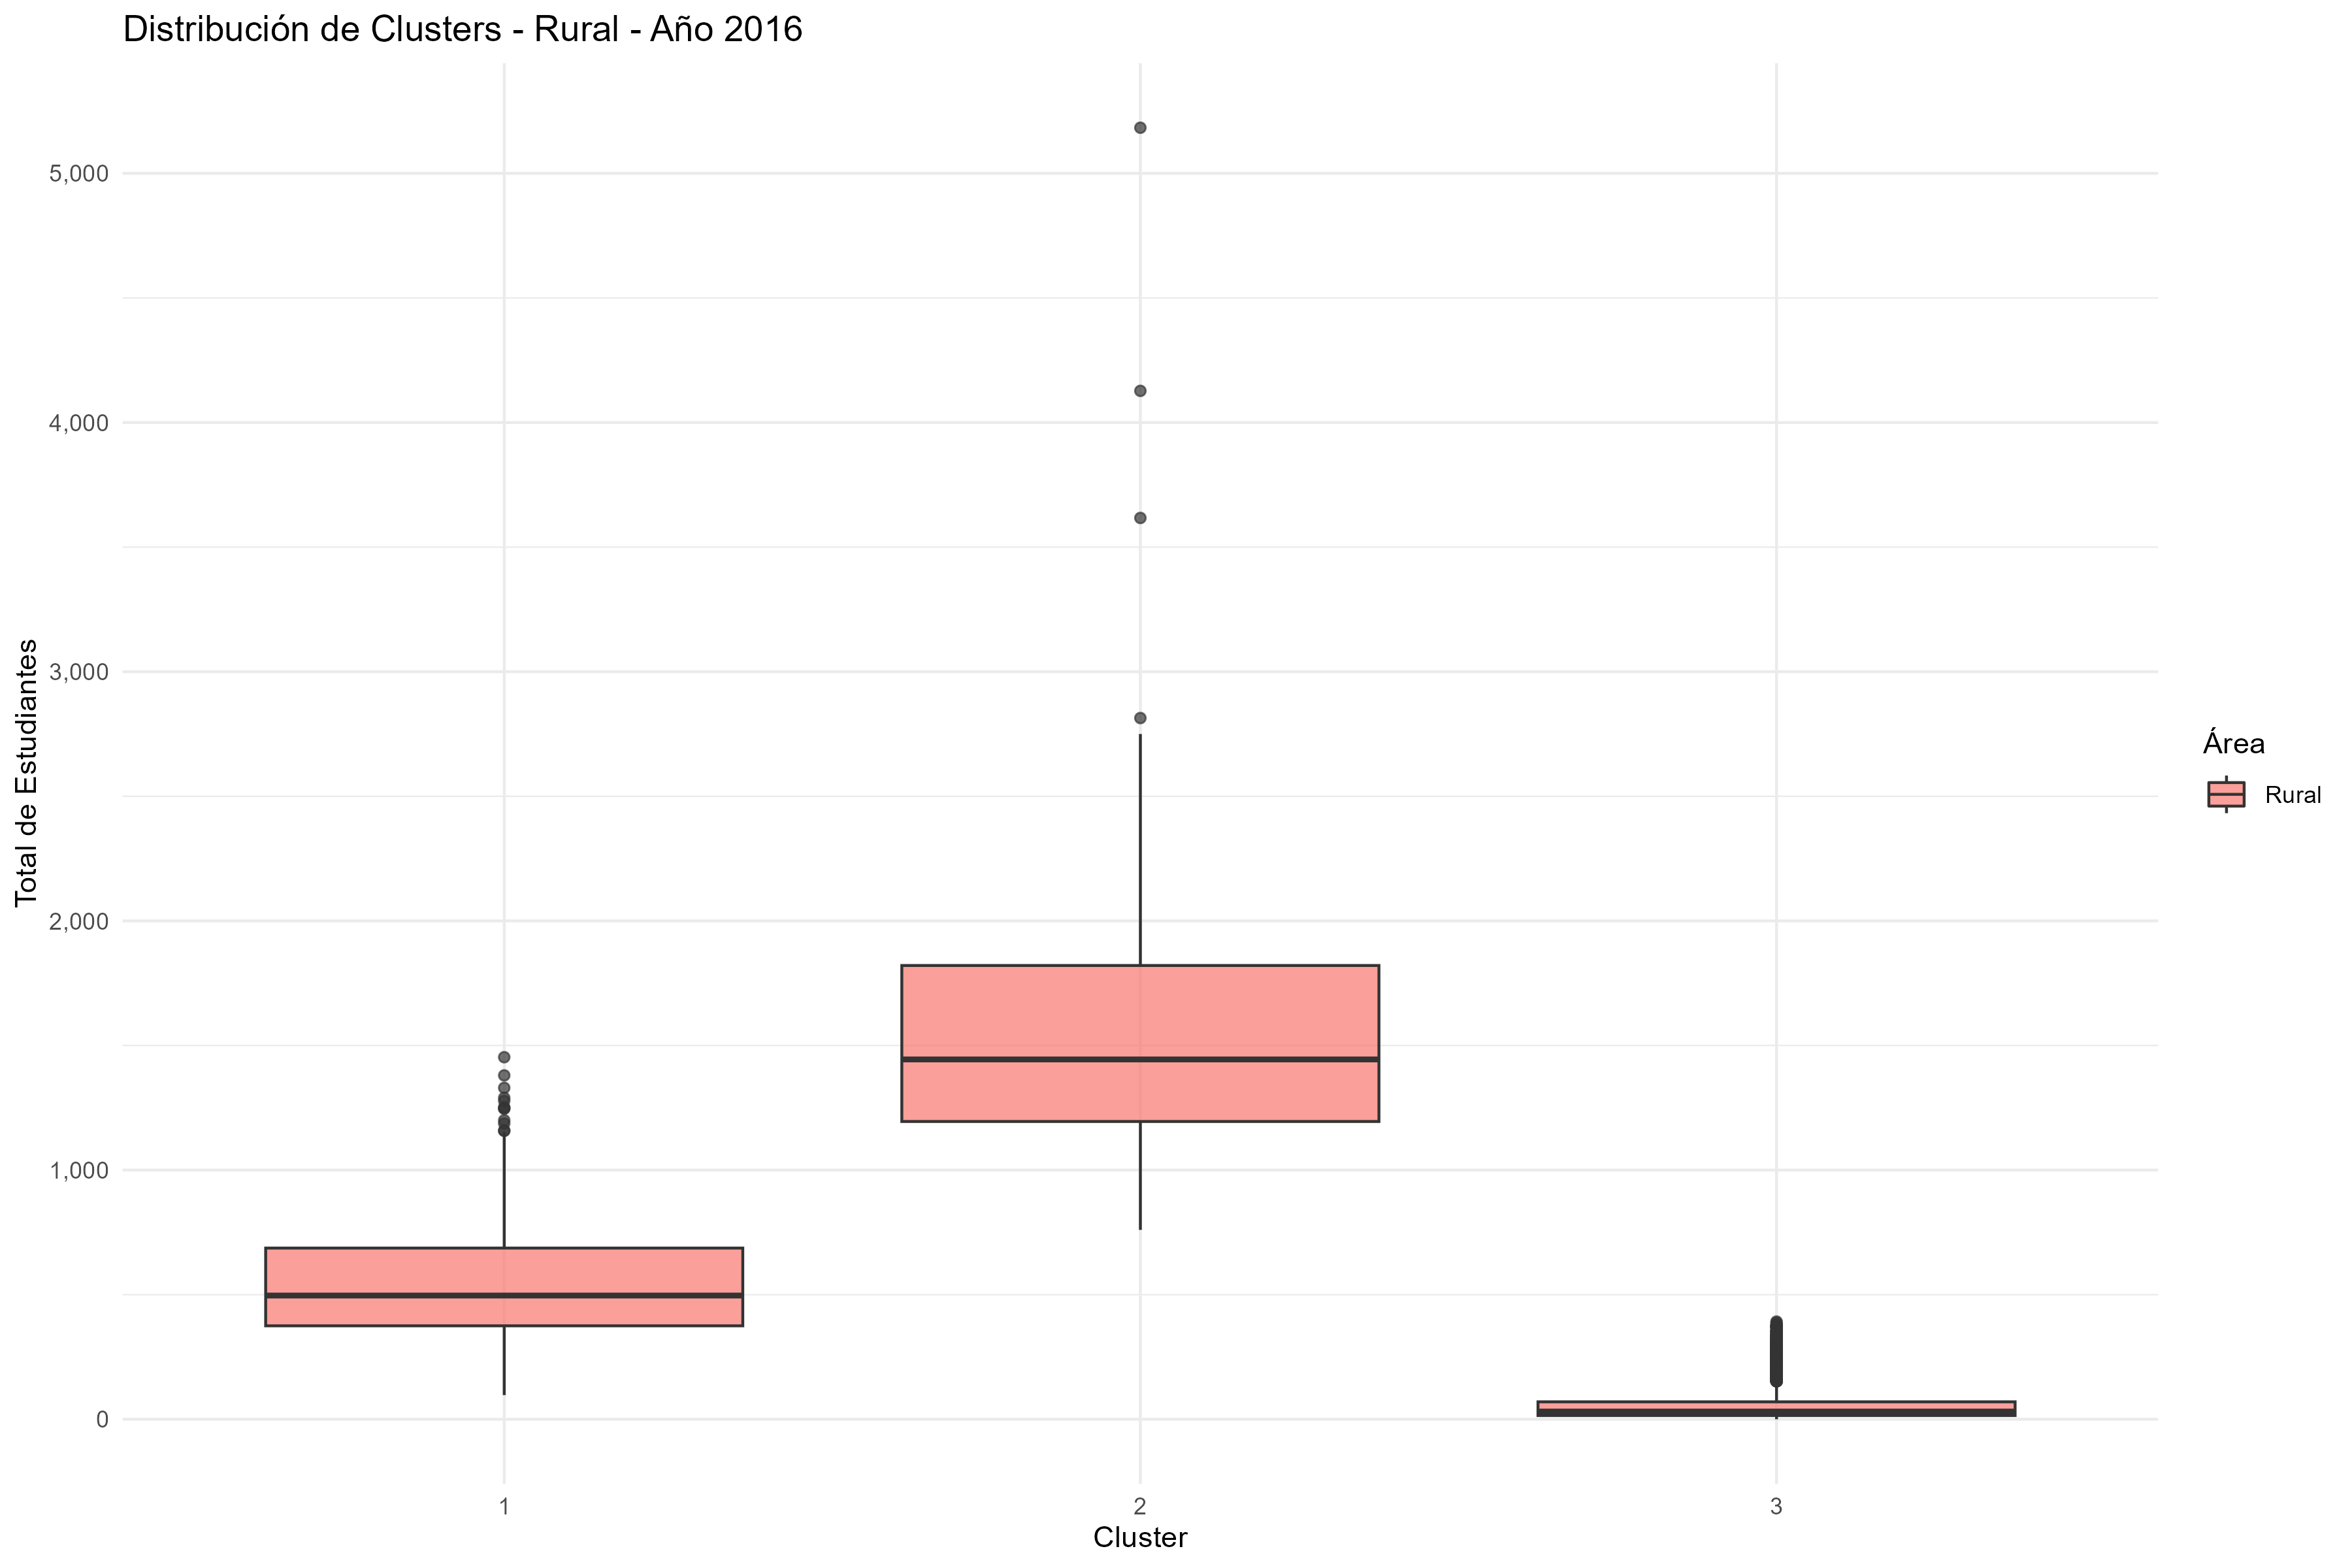 Distribución de Clusters - Rural - Año 2016
Total de Estudiantes
5,000
4,000
3,000
2,000
1,000
0
1
2
3
Cluster
Área
Rural